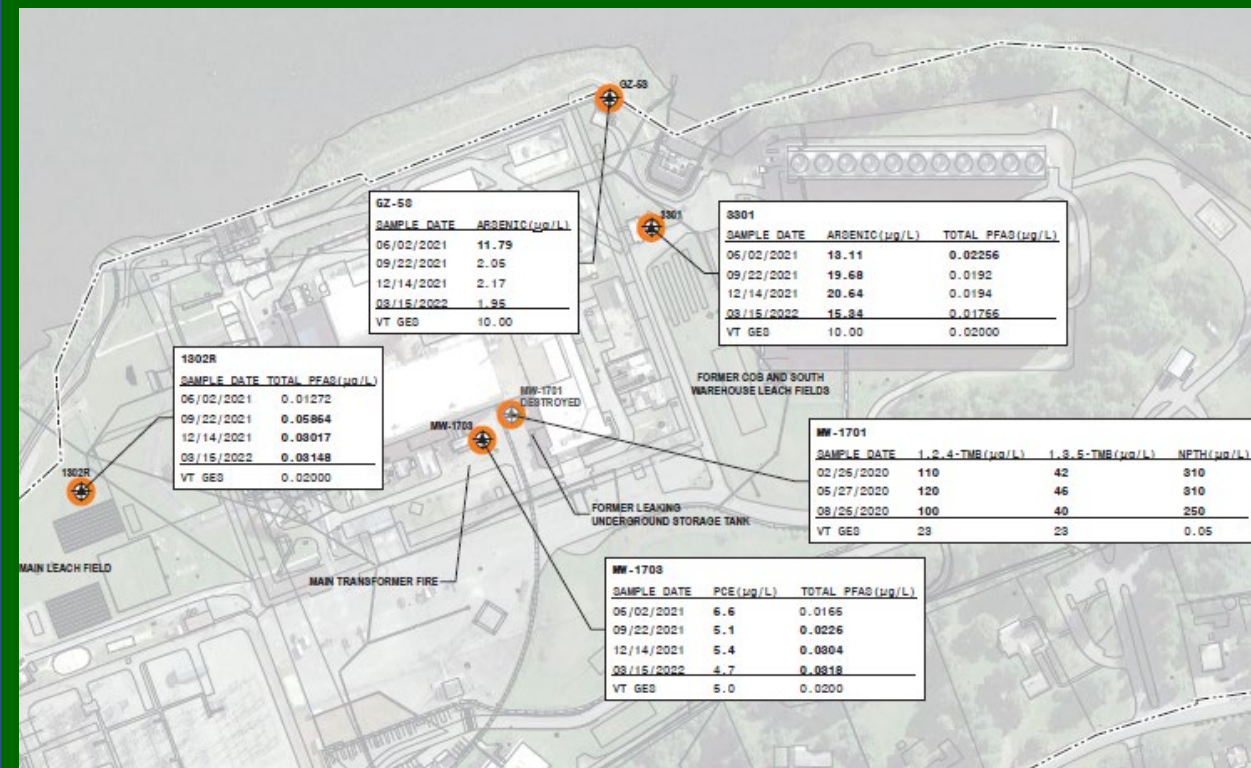 GZ-5S
GZ-5S
SAMPLE DATE ARSENIC(µg/L)
06/02/2021 11.79
09/22/2021 2.05
12/14/2021 2.17
03/15/2022 1.95
VT GES 10.00
3301
3301
SAMPLE DATE ARSENIC(µg/L) TOTAL PFAS(µg/L)
06/02/2021 13.11 0.02256
09/22/2021 19.68 0.0192
12/14/2021 20.64 0.0194
03/15/2022 15.34 0.01766
VT GES 10.00 0.02000
1302R
SAMPLE DATE TOTAL PFAS(µg/L)
06/02/2021 0.01272
09/22/2021 0.05864
12/14/2021 0.03017
03/15/2022 0.03148
VT GES 0.02000
1302R
MAIN LEACH FIELD
FORMER COB AND SOUTH
WAREHOUSE LEACH FIELDS
MW-1701
DESTROYED
MW-1703
MW-1701
SAMPLE DATE 1,2,4-TMB(µg/L) 1,3,5-TMB(µg/L) NPTH(µg/L)
02/26/2020 110 42 310
05/27/2020 120 46 310
08/26/2020 100 40 250
VT GES 23 23 0.05
FORMER LEAKING
UNDERGROUND STORAGE TANK
MAIN TRANSFORMER FIRE
MW-1703
SAMPLE DATE PCE(µg/L) TOTAL PFAS(µg/L)
06/02/2021 6.6 0.0165
09/22/2021 5.1 0.0226
12/14/2021 5.4 0.0304
03/15/2022 4.7 0.0318
VT GES 5.0 0.0200